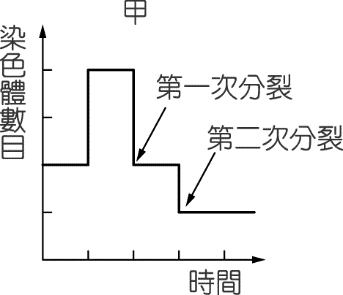 甲
染色體數目
第一次分裂
第二次分裂
時間